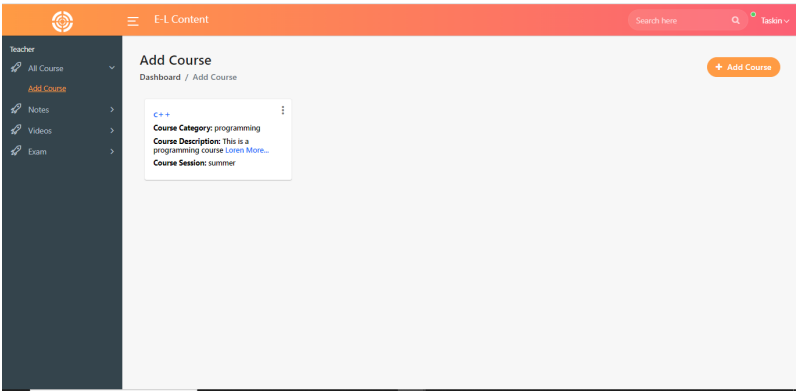 E-L Content
Search here
Taskin
Teacher
All Course
Add Course
Notes
Videos
Exam
Add Course
Dashboard / Add Course
+ Add Course
c++
Course Category: programming
Course Description: This is a
programming course Loren More...
Course Session: summer